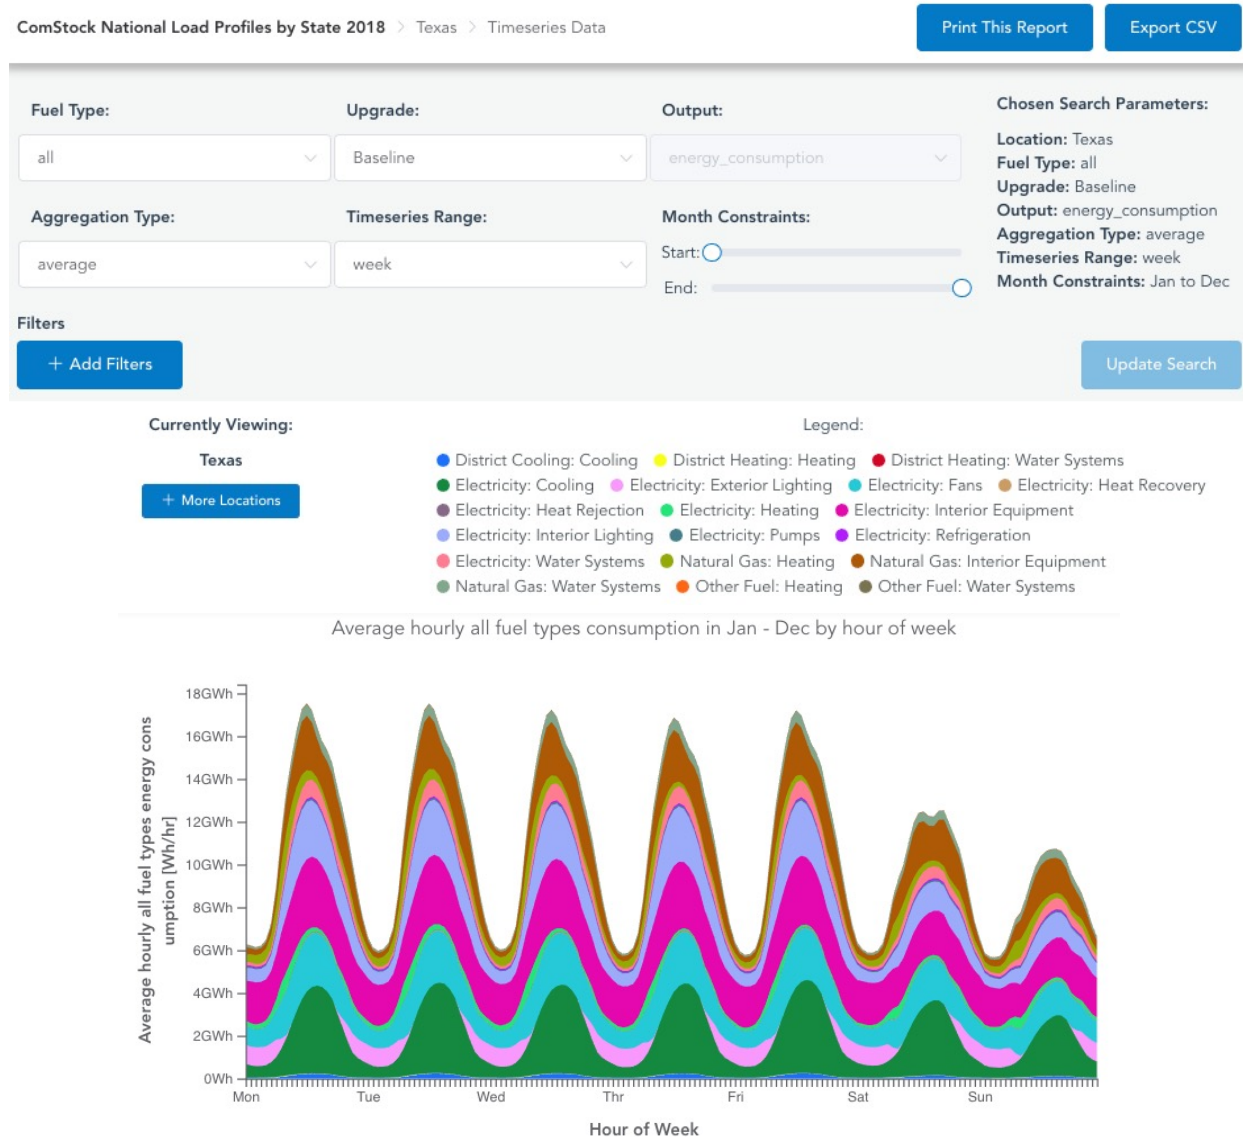 ComStock National Load Profiles by State 2018 > Texas > Timeseries Data
Print This Report
Export CSV
Fuel Type:
Upgrade:
Output:
all
Baseline
energy_consumption
Aggregation Type:
Timeseries Range:
Month Constraints:
average
week
Start:
End:
Chosen Search Parameters:
Location: Texas
Fuel Type: all
Upgrade: Baseline
Output: energy_consumption
Aggregation Type: average
Timeseries Range: week
Month Constraints: Jan to Dec
Filters
+ Add Filters
Update Search
Currently Viewing:
Texas
+ More Locations
Legend:
District Cooling: Cooling District Heating: Heating District Heating: Water Systems
Electricity: Cooling Electricity: Exterior Lighting Electricity: Fans Electricity: Heat Recovery
Electricity: Heat Rejection Electricity: Heating Electricity: Interior Equipment
Electricity: Interior Lighting Electricity: Pumps Electricity: Refrigeration
Electricity: Water Systems Natural Gas: Heating Natural Gas: Interior Equipment
Natural Gas: Water Systems Other Fuel: Heating Other Fuel: Water Systems
Average hourly all fuel types consumption in Jan - Dec by hour of week
Average hourly all fuel types energy cons
umption [Wh/hr]
18GWh
16GWh
14GWh
12GWh
10GWh
8GWh
6GWh
4GWh
2GWh
0Wh
Mon Tue Wed Thr Fri Sat Sun
Hour of Week